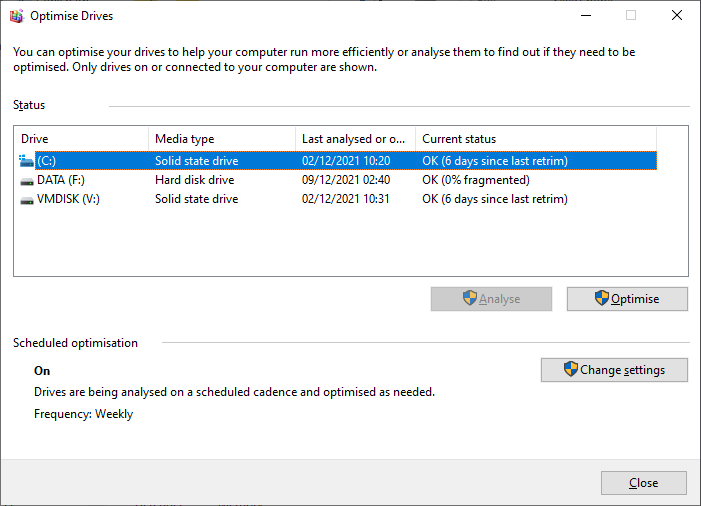 Optimise Drives
You can optimise your drives to help your computer run more efficiently or analyse them to find out if they need to be
optimised. Only drives on or connected to your computer are shown.
Status
Drive Media type Last analysed or o... Current status
(C:) Solid state drive 02/12/2021 10:20 OK (6 days since last retrim)
DATA (F:) Hard disk drive 09/12/2021 02:40 OK (0% fragmented)
VMDISK (V:) Solid state drive 02/12/2021 10:31 OK (6 days since last retrim)
Analyse Optimise
Scheduled optimisation
On Change settings
Drives are being analysed on a scheduled cadence and optimised as needed.
Frequency: Weekly
Close